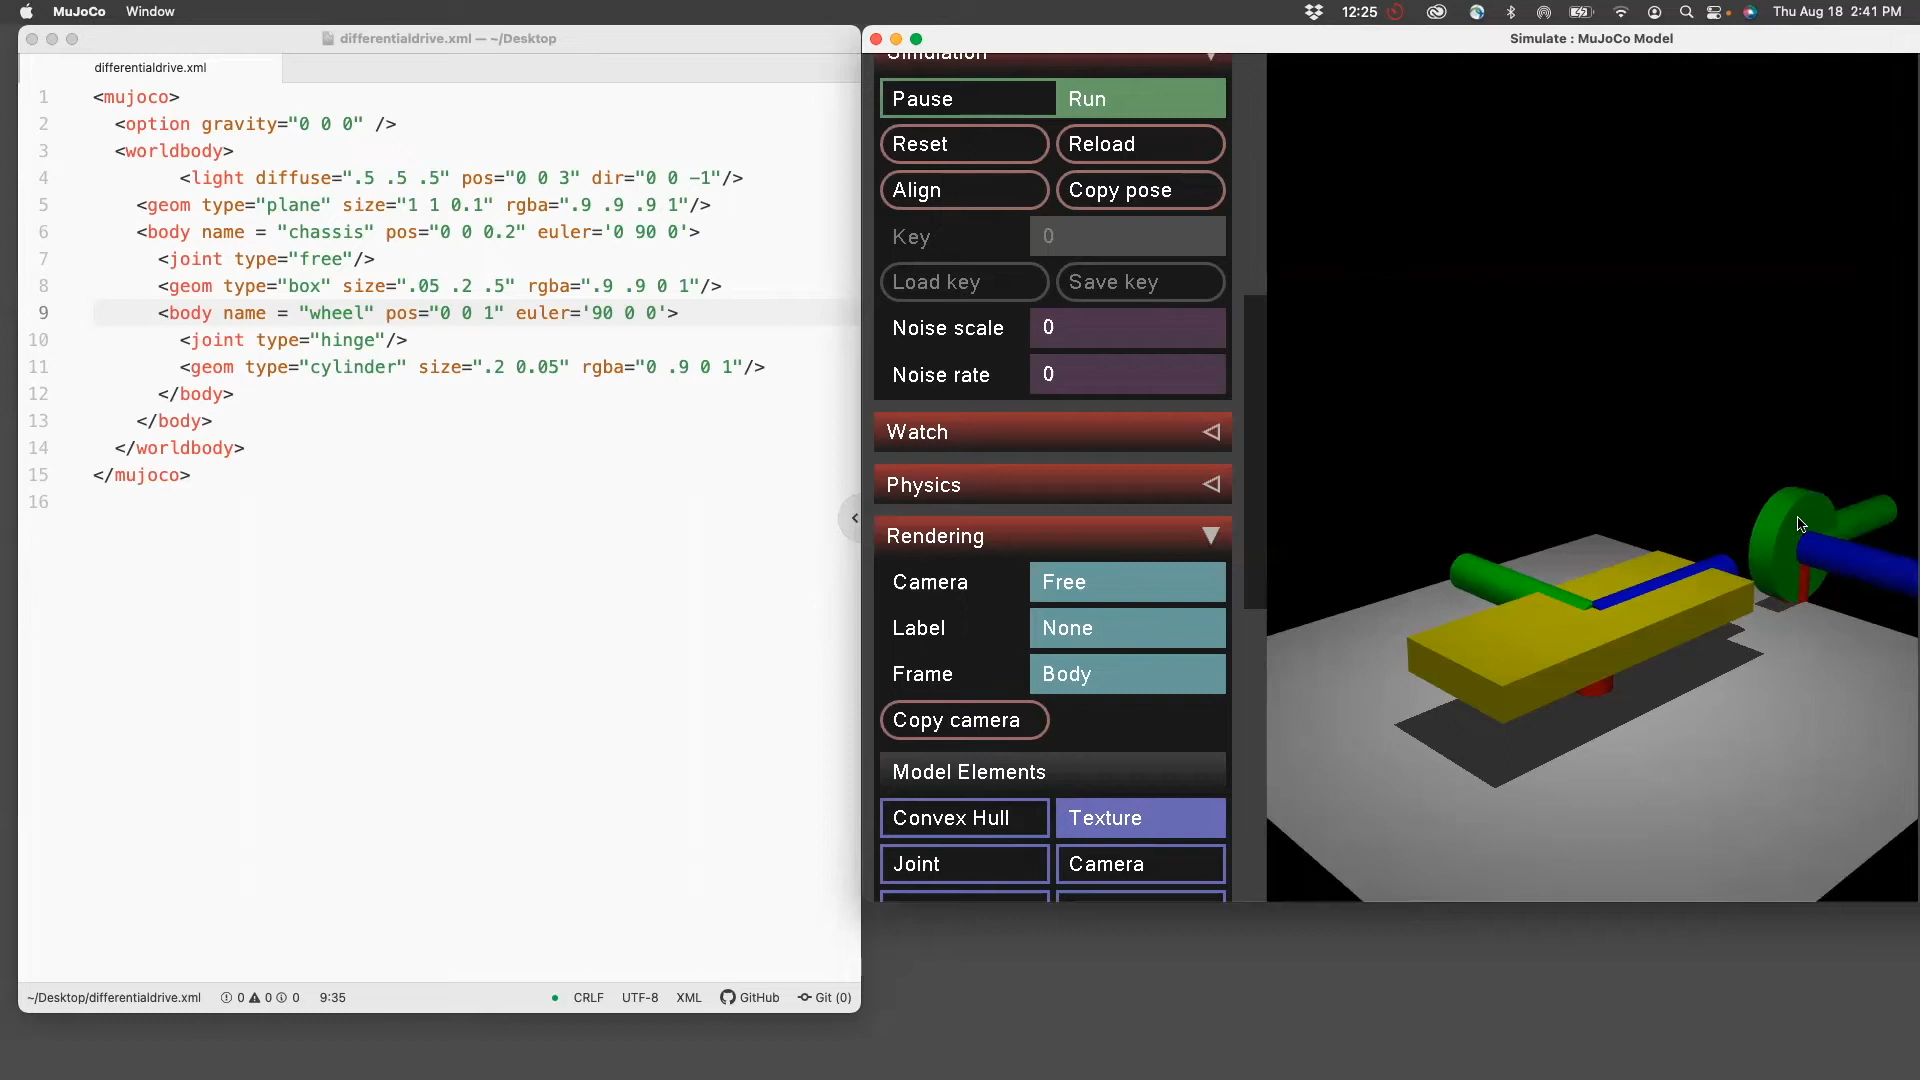 MuJoCo Window
12:25
Thu Aug 18 2:41 PM
differentialdrive.xml — ~/Desktop
differentialdrive.xml
1 <mujoco>
2 <option gravity="0 0 0" />
3 <worldbody>
4 <light diffuse=".5 .5 .5" pos="0 0 3" dir="0 0 -1"/>
5 <geom type="plane" size="1 1 0.1" rgba=".9 .9 .9 1"/>
6 <body name = "chassis" pos="0 0 0.2" euler='0 90 0'>
7 <joint type="free"/>
8 <geom type="box" size=".05 .2 .5" rgba=".9 .9 0 1"/>
9 <body name = "wheel" pos="0 0 1" euler='90 0 0'>
10 <joint type="hinge"/>
11 <geom type="cylinder" size=".2 0.05" rgba="0 .9 0 1"/>
12 </body>
13 </body>
14 </worldbody>
15 </mujoco>
16
~/Desktop/differentialdrive.xml 0 0 0 9:35 CRLF UTF-8 XML GitHub Git (0)
Simulate : MuJoCo Model
Simulation
Pause Run
Reset Reload
Align Copy pose
Key 0
Load key Save key
Noise scale 0
Noise rate 0
Watch
Physics
Rendering
Camera Free
Label None
Frame Body
Copy camera
Model Elements
Convex Hull Texture
Joint Camera